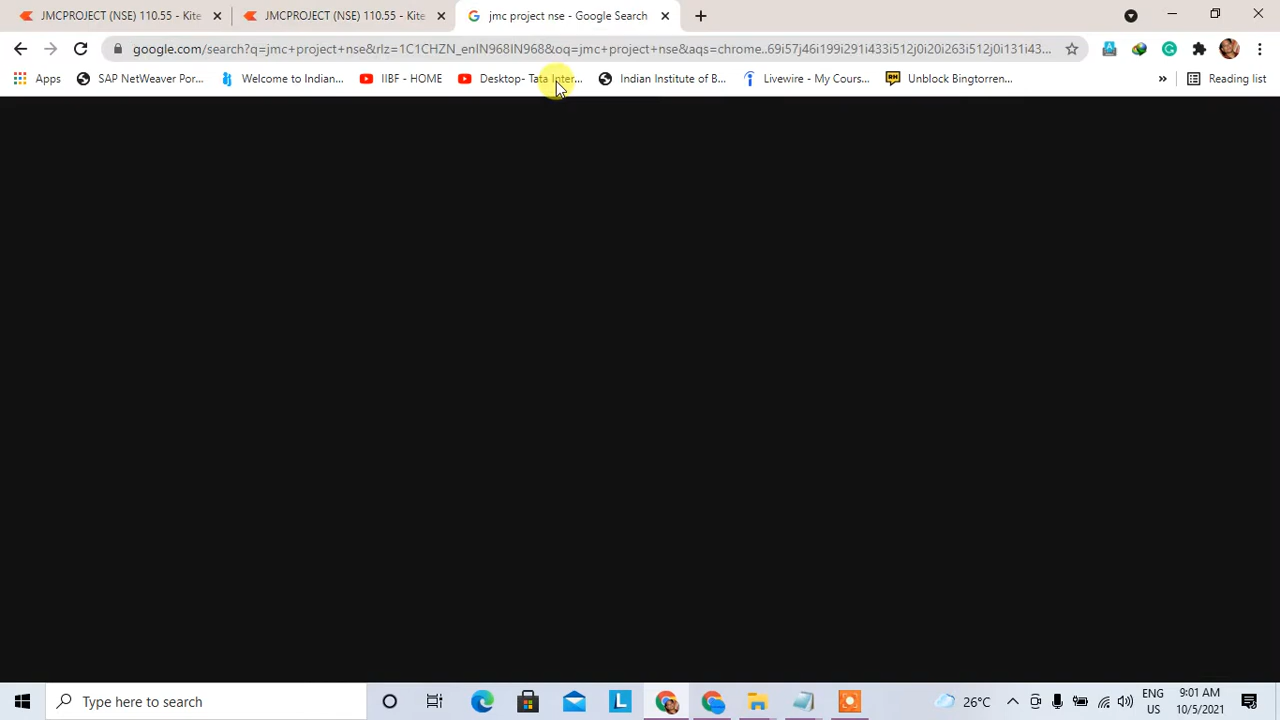 JMCPROJECT (NSE) 110.55 - Kite
JMCPROJECT (NSE) 110.55 - Kite
jmc project nse - Google Search
google.com/search?q=jmc+project+nse&rlz=1C1CHZN_enIN968IN968&oq=jmc+project+nse&aqs=chrome..69i57j46i199i291i433i512j0i20i263i512j0i131i43...
Apps
SAP NetWeaver Por...
Welcome to Indian...
IIBF - HOME
Desktop- Tata Inter...
Indian Institute of B...
Livewire - My Cours...
Unblock Bingtorren...
»
Reading list
Type here to search
26°C
ENG
US
9:01 AM
10/5/2021